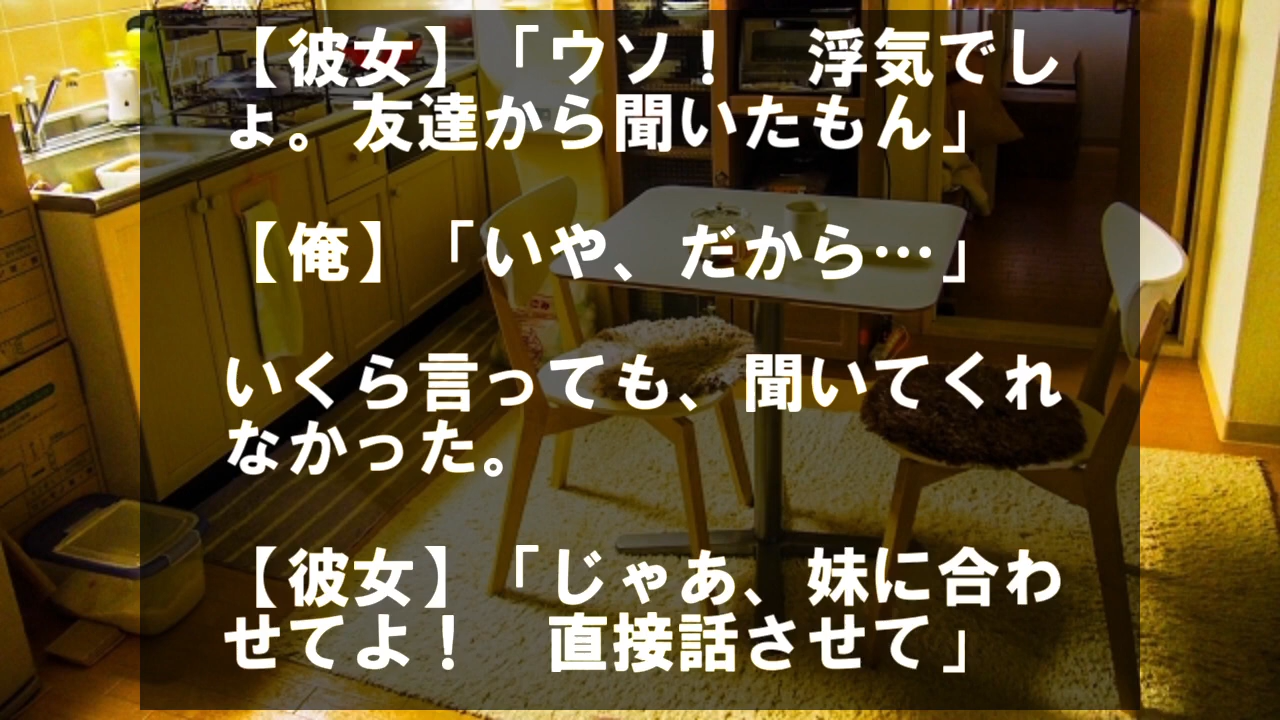 【彼女】「ウソ！　浮気でし
ょ。友達から聞いたもん」
【俺】「いや、だから…」
いくら言っても、聞いてくれ
なかった。
【彼女】「じゃあ、妹に合わ
せてよ！　直接話させて」